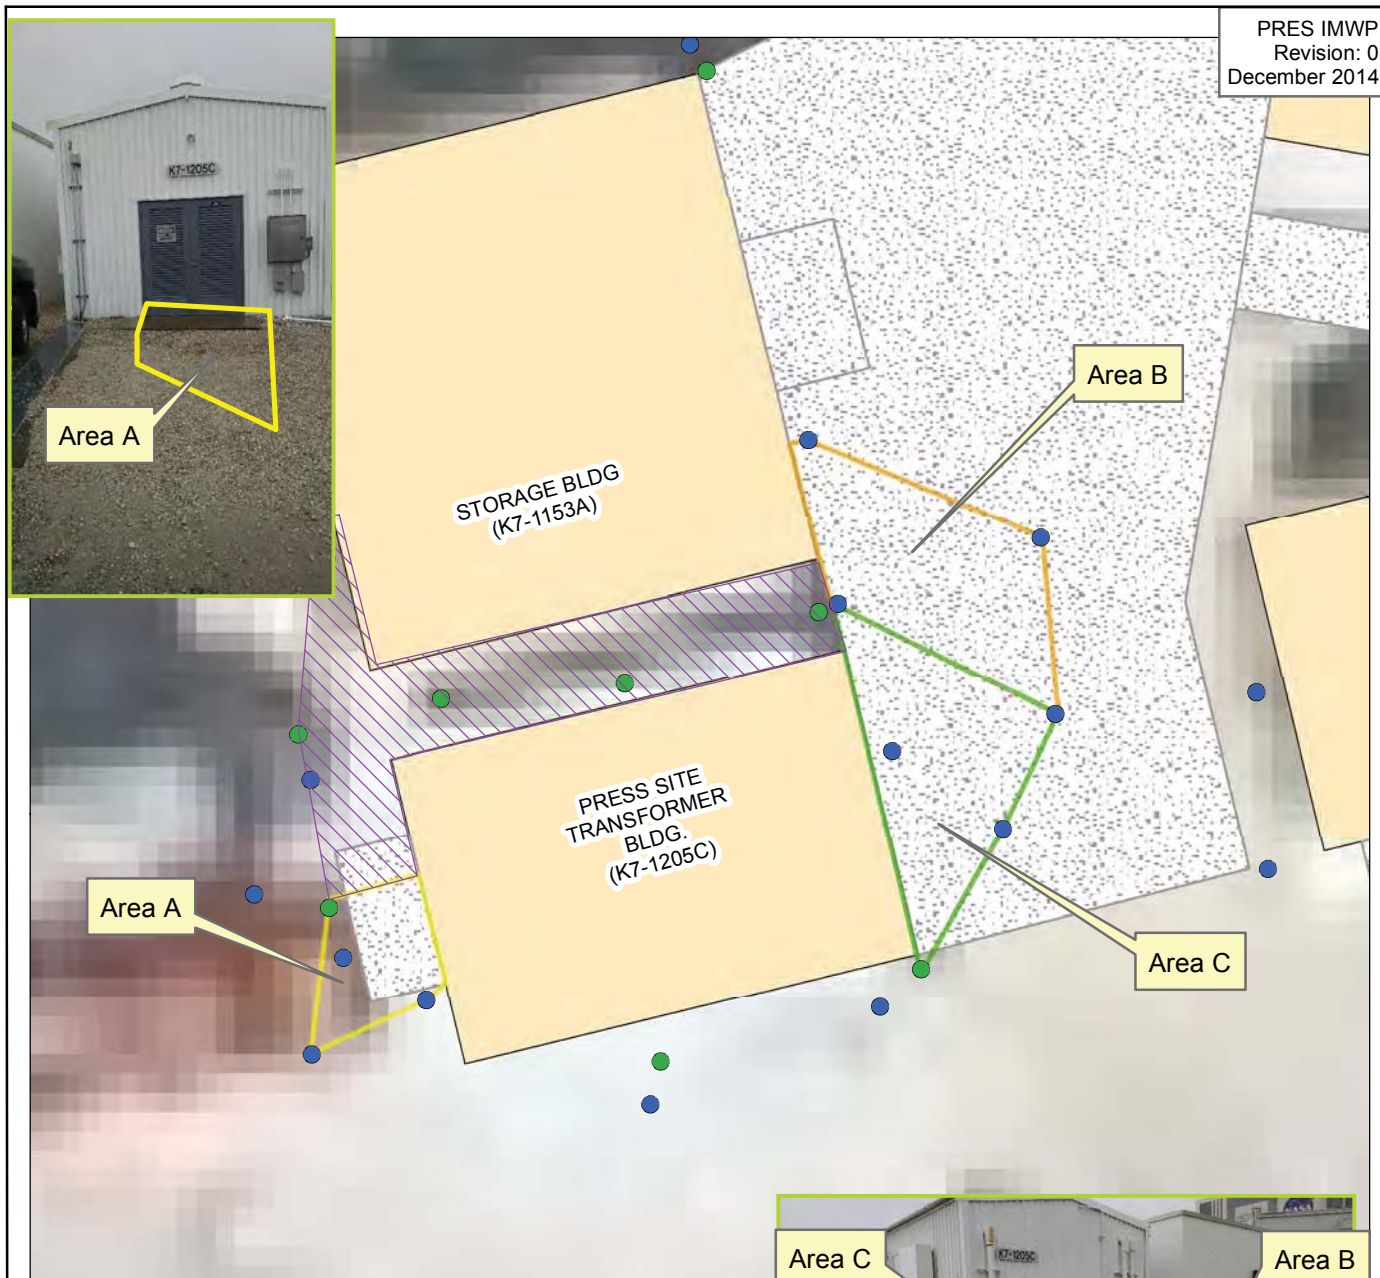 PRES IMWP
Revision: 0
December 2014
K7-1205C
Area A
Area B
STORAGE BLDG
(K7-1153A)
PRESS SITE
TRANSFORMER
BLDG.
(K7-1205C)
Area A
Area C
Area C
K7-1205C
Area B